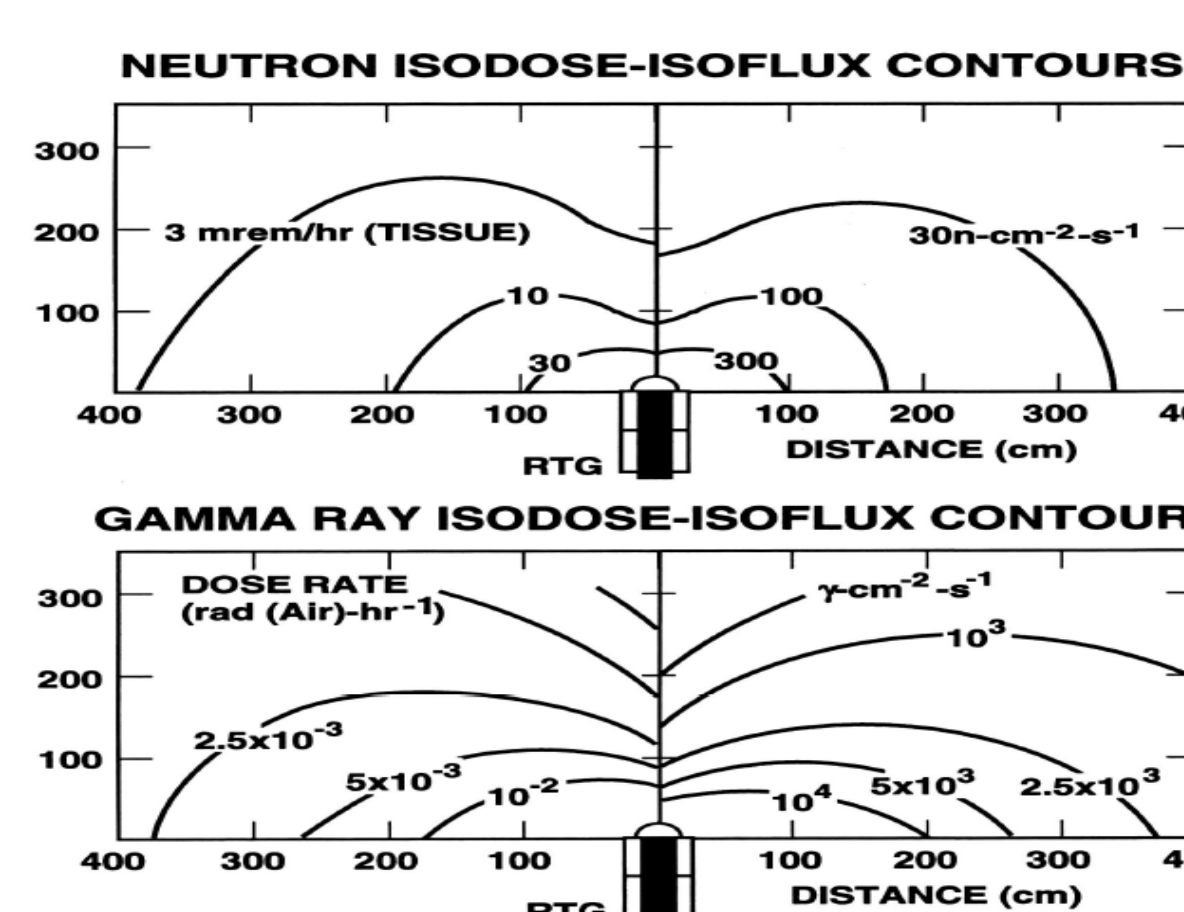 NEUTRON ISODOSE-ISOFLUX CONTOURS
300
3 mrem/hr (TISSUE)
30n-cm-2-s-1
200
10
100
100
30
300
400 300 200 100 100 200 300 40
DISTANCE (cm)
RTG
GAMMA RAY ISODOSE-ISOFLUX CONTOUR
DOSE RATE
(rad (Air)-hr-1)
γ-cm-2-s-1
300
10³
200
2.5x10-3
100
5x10-3
10-2
10⁴
5x10³
2.5x10³
400 300 200 100 100 200 300 4
DISTANCE (cm)
RTG